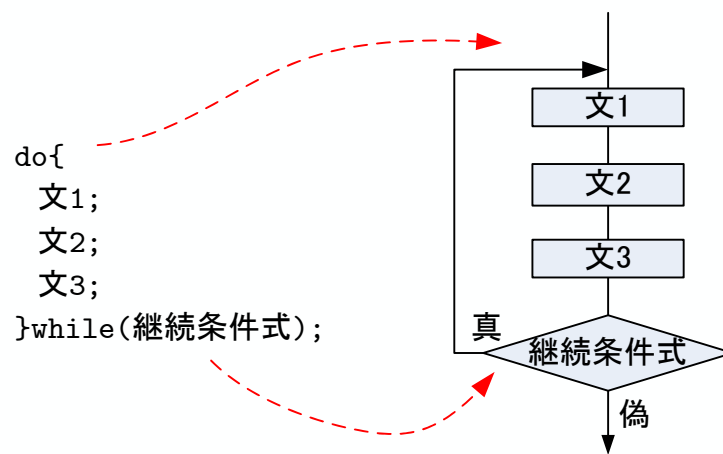 do{
文1;
文2;
文3;
}while(継続条件式);
文1
文2
文3
真
継続条件式
偽